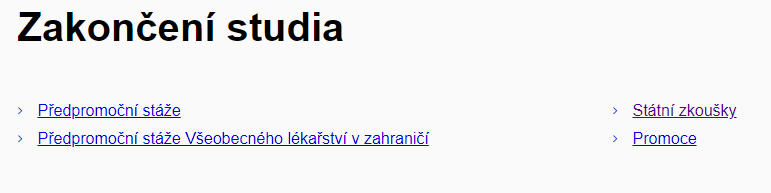 Zakončení studia
Předpromoční stáže
Předpromoční stáže Všeobecného lékařství v zahraničí
Státní zkoušky
Promoce